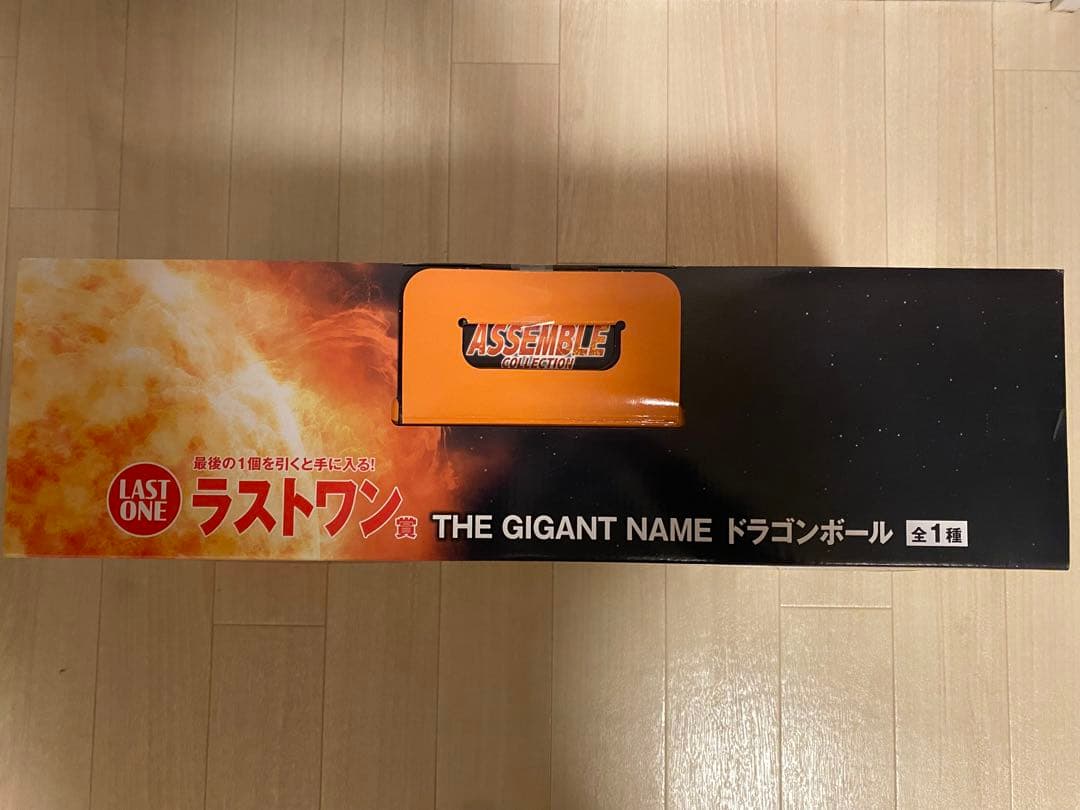 ASSEMBLE
COLLECTION
最後の1個を引くと手に入る!
LAST
ONE
ラストワン賞
THE GIGANT NAME ドラゴンボール 全1種